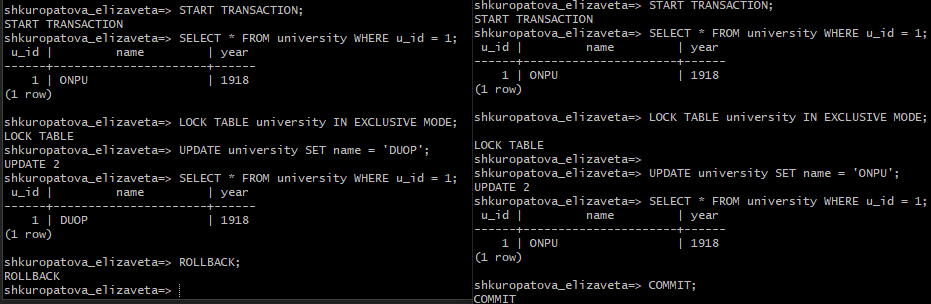 shkuropatova_elizaveta=> START TRANSACTION;
START TRANSACTION
shkuropatova_elizaveta=> SELECT * FROM university WHERE u_id = 1;
 u_id |          name          | year
------+------------------------+------
    1 | ONPU                   | 1918
(1 row)
shkuropatova_elizaveta=> LOCK TABLE university IN EXCLUSIVE MODE;
LOCK TABLE
shkuropatova_elizaveta=> UPDATE university SET name = 'DUOP';
UPDATE 2
shkuropatova_elizaveta=> SELECT * FROM university WHERE u_id = 1;
 u_id |          name          | year
------+------------------------+------
    1 | DUOP                   | 1918
(1 row)
shkuropatova_elizaveta=> ROLLBACK;
ROLLBACK
shkuropatova_elizaveta=>
shkuropatova_elizaveta=> START TRANSACTION;
START TRANSACTION
shkuropatova_elizaveta=> SELECT * FROM university WHERE u_id = 1;
 u_id |          name          | year
------+------------------------+------
    1 | ONPU                   | 1918
(1 row)
shkuropatova_elizaveta=> LOCK TABLE university IN EXCLUSIVE MODE;
LOCK TABLE
shkuropatova_elizaveta=>
shkuropatova_elizaveta=> UPDATE university SET name = 'ONPU';
UPDATE 2
shkuropatova_elizaveta=> SELECT * FROM university WHERE u_id = 1;
 u_id |          name          | year
------+------------------------+------
    1 | ONPU                   | 1918
(1 row)
shkuropatova_elizaveta=> COMMIT;
COMMIT